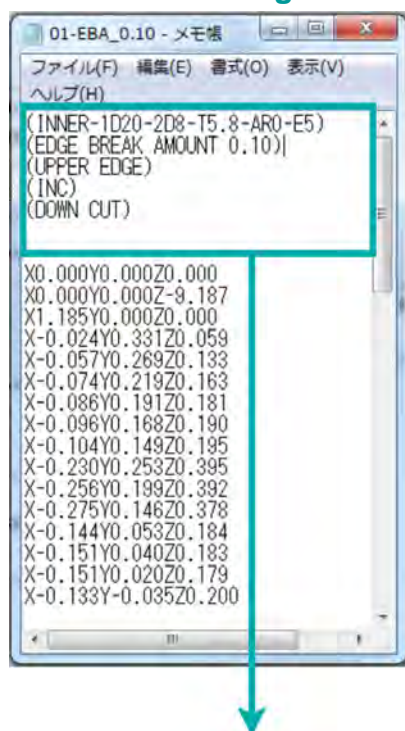 01-EBA_0.10 - メモ帳
ファイル(F) 編集(E) 書式(O) 表示(V)
ヘルプ(H)
(INNER-1D20-2D8-T5.8-AR0-E5)
(EDGE BREAK AMOUNT 0.10)
(UPPER EDGE)
(INC)
(DOWN CUT)
X0.000Y0.000Z0.000
X0.000Y0.000Z-9.187
X1.185Y0.000Z0.000
X-0.024Y0.331Z0.059
X-0.057Y0.269Z0.133
X-0.074Y0.219Z0.163
X-0.086Y0.191Z0.181
X-0.096Y0.168Z0.190
X-0.104Y0.149Z0.195
X-0.230Y0.253Z0.395
X-0.256Y0.199Z0.392
X-0.275Y0.146Z0.378
X-0.144Y0.053Z0.184
X-0.151Y0.040Z0.183
X-0.151Y0.020Z0.179
X-0.133Y-0.035Z0.200